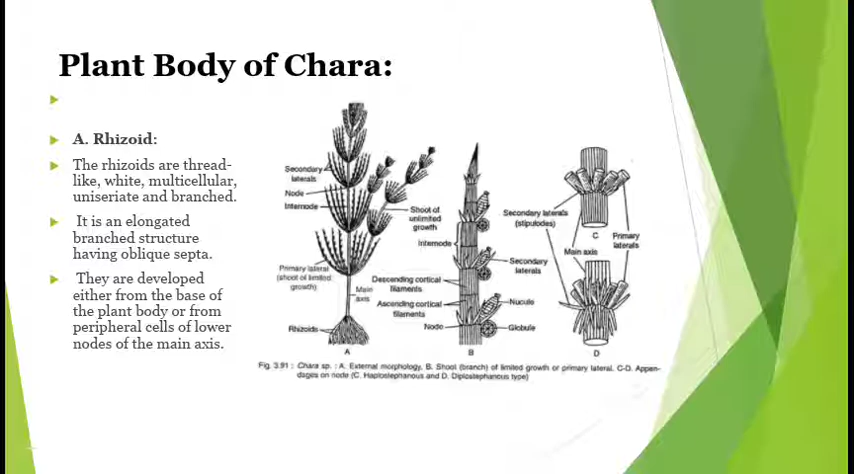 Plant Body of Chara:
A. Rhizoid:
The rhizoids are thread-
like, white, multicellular,
uniseriate and branched.
It is an elongated
branched structure
having oblique septa.
They are developed
either from the base of
the plant body or from
peripheral cells of lower
nodes of the main axis.
Secondary
laterals
Node
Internode
Primary lateral
(shoot of limited
growth)
Rhizoids
Main
axis
Shoot of
unlimited
growth
A
Internode
Descending cortical
filaments
Ascending cortical
filaments
Node
Secondary
laterals
Nucule
Globule
B
Secondary laterals
(stipulodes)
C
Primary
laterals
Main axis
D
Fig. 3.91 : Chara sp. : A. External morphology, B. Shoot (branch) of limited growth or primary lateral. C-D. Appen-
dages on node (C. Haplostephanous and D. Diplostephanous type)